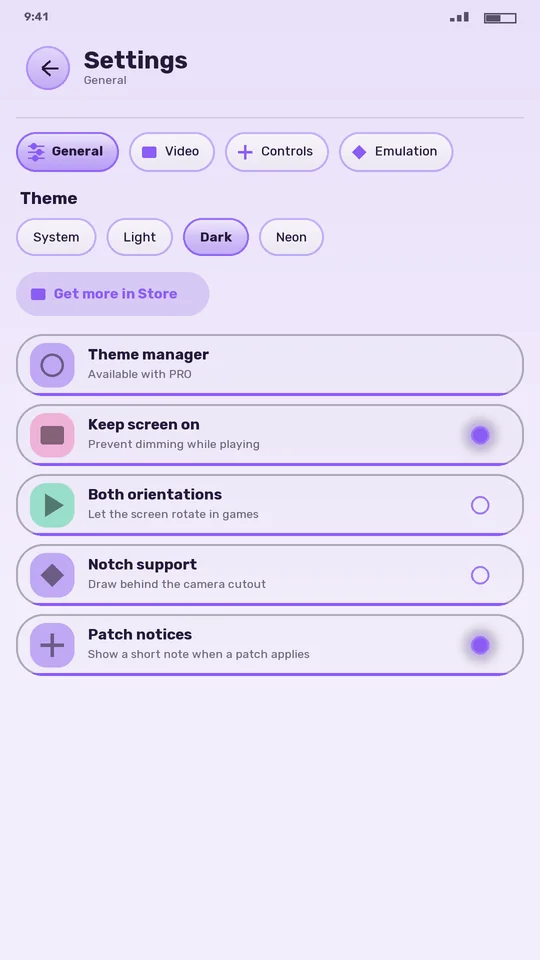 9:41
Settings
General
General
Video
Controls
Emulation
Theme
System
Light
Dark
Neon
Get more in Store
Theme manager
Available with PRO
Keep screen on
Prevent dimming while playing
Both orientations
Let the screen rotate in games
Notch support
Draw behind the camera cutout
Patch notices
Show a short note when a patch applies